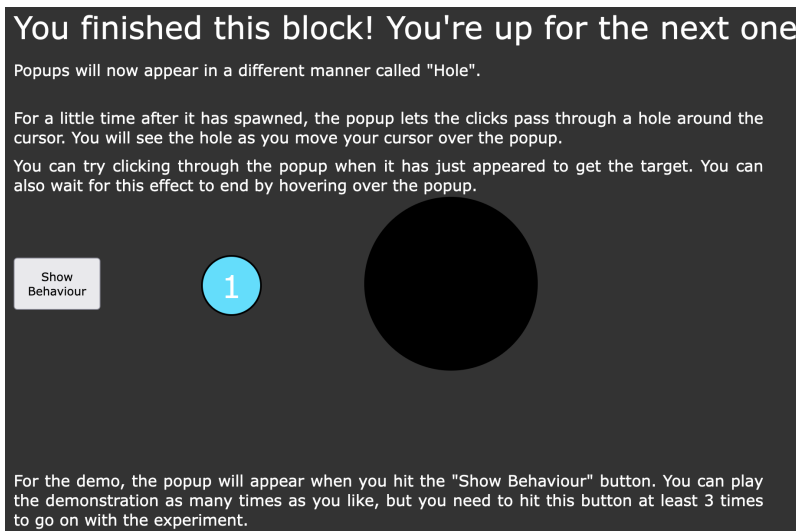 You finished this block! You're up for the next one
Popups will now appear in a different manner called "Hole".
For a little time after it has spawned, the popup lets the clicks pass through a hole around the
cursor. You will see the hole as you move your cursor over the popup.
You can try clicking through the popup when it has just appeared to get the target. You can
also wait for this effect to end by hovering over the popup.
Show
Behaviour
1
For the demo, the popup will appear when you hit the "Show Behaviour" button. You can play
the demonstration as many times as you like, but you need to hit this button at least 3 times
to go on with the experiment.